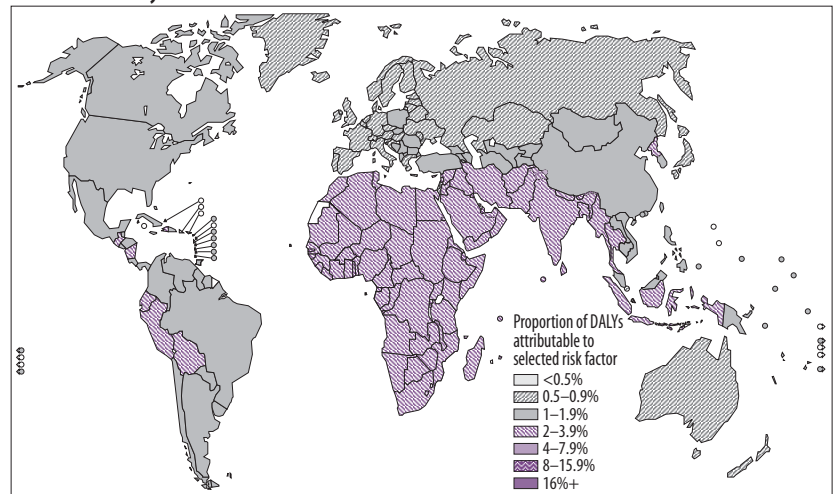 Proportion of DALYs
attributable to
selected risk factor
<0.5%
0.5–0.9%
1–1.9%
2–3.9%
4–7.9%
8–15.9%
16%+